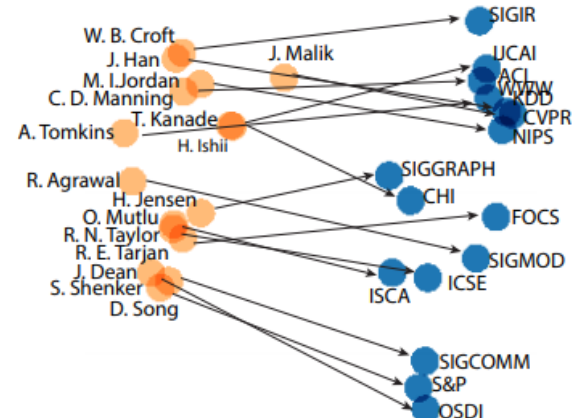 W. B. Croft
J. Han
M. I.Jordan
C. D. Manning
A. Tomkins
T. Kanade
H. Ishii
J. Malik
R. Agrawal
H. Jensen
O. Mutlu
R. N. Taylor
R. E. Tarjan
J. Dean
S. Shenker
D. Song
SIGIR
IJCAI
ACL
WWW
KDD
CVPR
NIPS
SIGGRAPH
CHI
FOCS
SIGMOD
ISCA
ICSE
SIGCOMM
S&P
OSDI